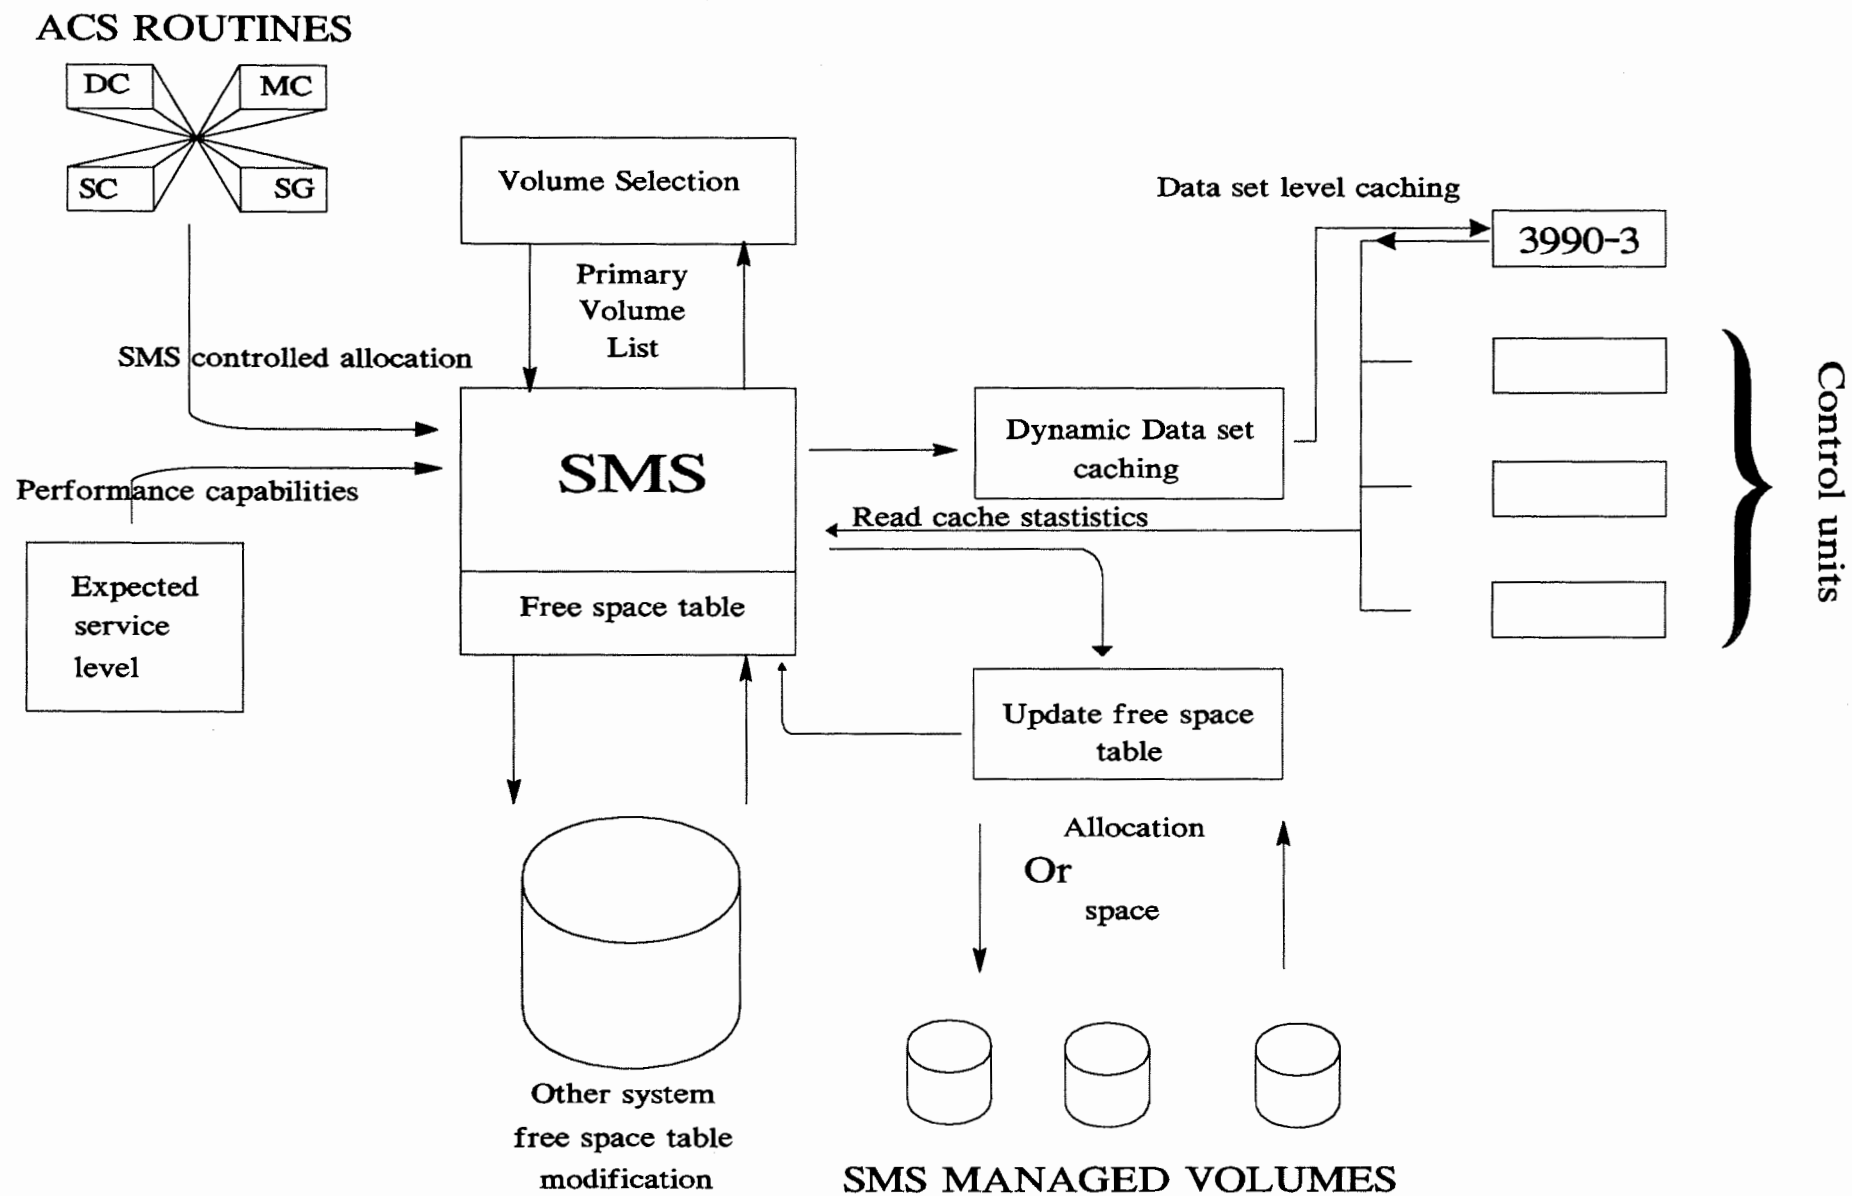 ACS ROUTINES
DC
MC
SC
SG
Volume Selection
Primary
Volume
List
SMS controlled allocation
Performance capabilities
Expected
service
level
SMS
Free space table
Data set level caching
3990-3
Dynamic Data set
caching
Read cache stastistics
Control units
Update free space
table
Allocation
Or
space
Other system
free space table
modification
SMS MANAGED VOLUMES